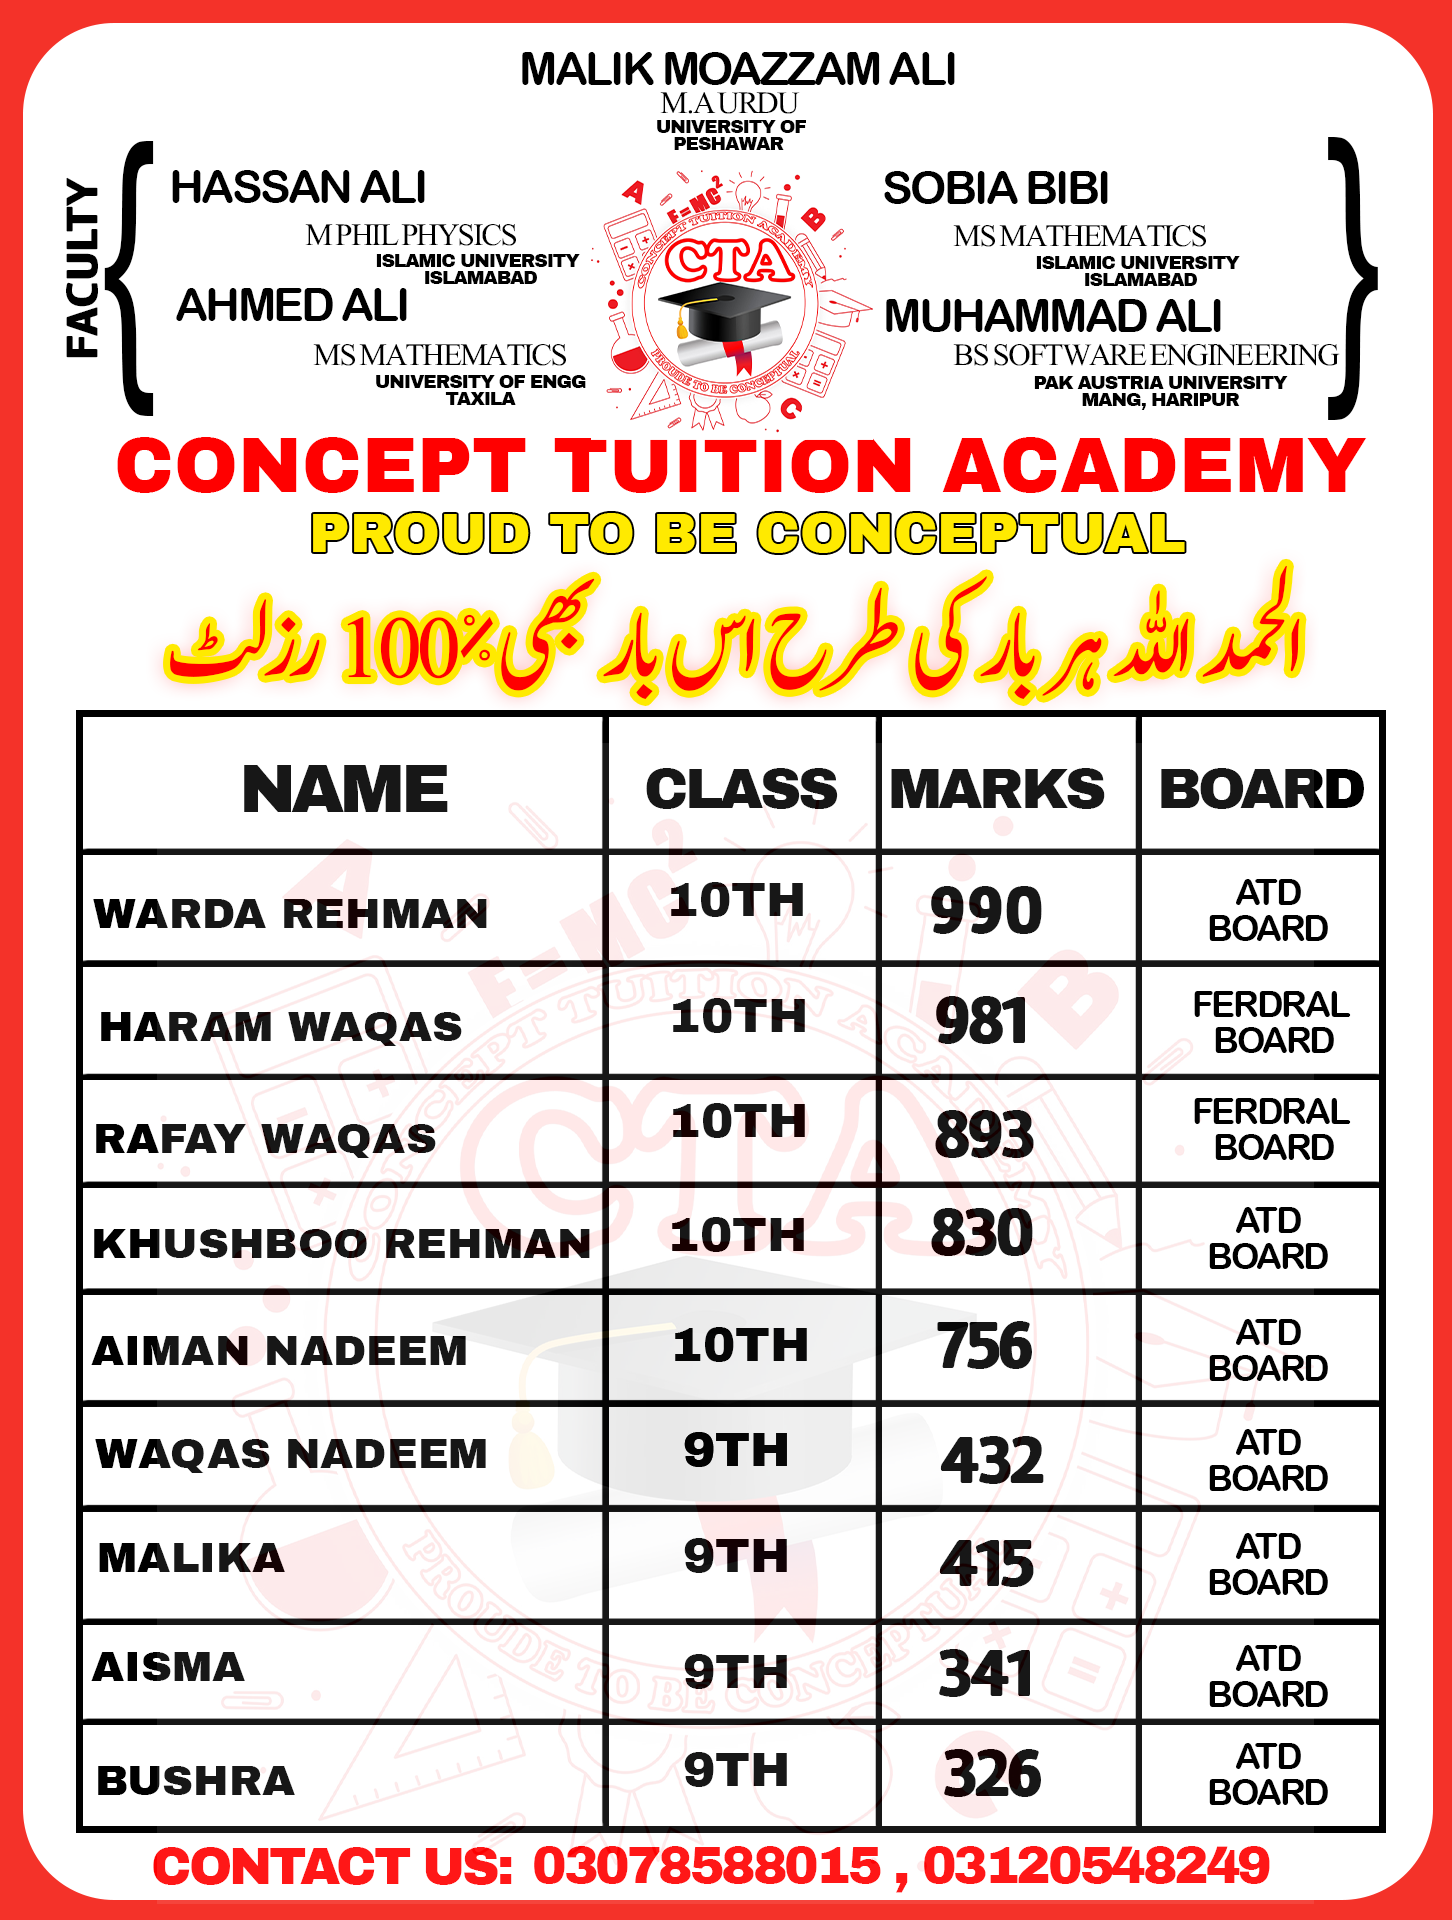 MALIK MOAZZAM ALI
M.A URDU
UNIVERSITY OF
PESHAWAR
FACULTY
HASSAN ALI
M PHIL PHYSICS
ISLAMIC UNIVERSITY
ISLAMABAD
AHMED ALI
MS MATHEMATICS
UNIVERSITY OF ENGG
TAXILA
A
F=MC2
B
CONCEPT TUITION ACADEMY
CTA
PROUDE TO BE CONCEPTUAL
C
SOBIA BIBI
MS MATHEMATICS
ISLAMIC UNIVERSITY
ISLAMABAD
MUHAMMAD ALI
BS SOFTWARE ENGINEERING
PAK AUSTRIA UNIVERSITY
MANG, HARIPUR
CONCEPT TUITION ACADEMY
PROUD TO BE CONCEPTUAL
الحمد اللہ ہر بار کی طرح اس بار بھی 100% رزلٹ
NAME CLASS MARKS BOARD
WARDA REHMAN 10TH 990 ATD BOARD
HARAM WAQAS 10TH 981 FERDRAL BOARD
RAFAY WAQAS 10TH 893 FERDRAL BOARD
KHUSHBOO REHMAN 10TH 830 ATD BOARD
AIMAN NADEEM 10TH 756 ATD BOARD
WAQAS NADEEM 9TH 432 ATD BOARD
MALIKA 9TH 415 ATD BOARD
AISMA 9TH 341 ATD BOARD
BUSHRA 9TH 326 ATD BOARD
CONTACT US: 03078588015 , 03120548249